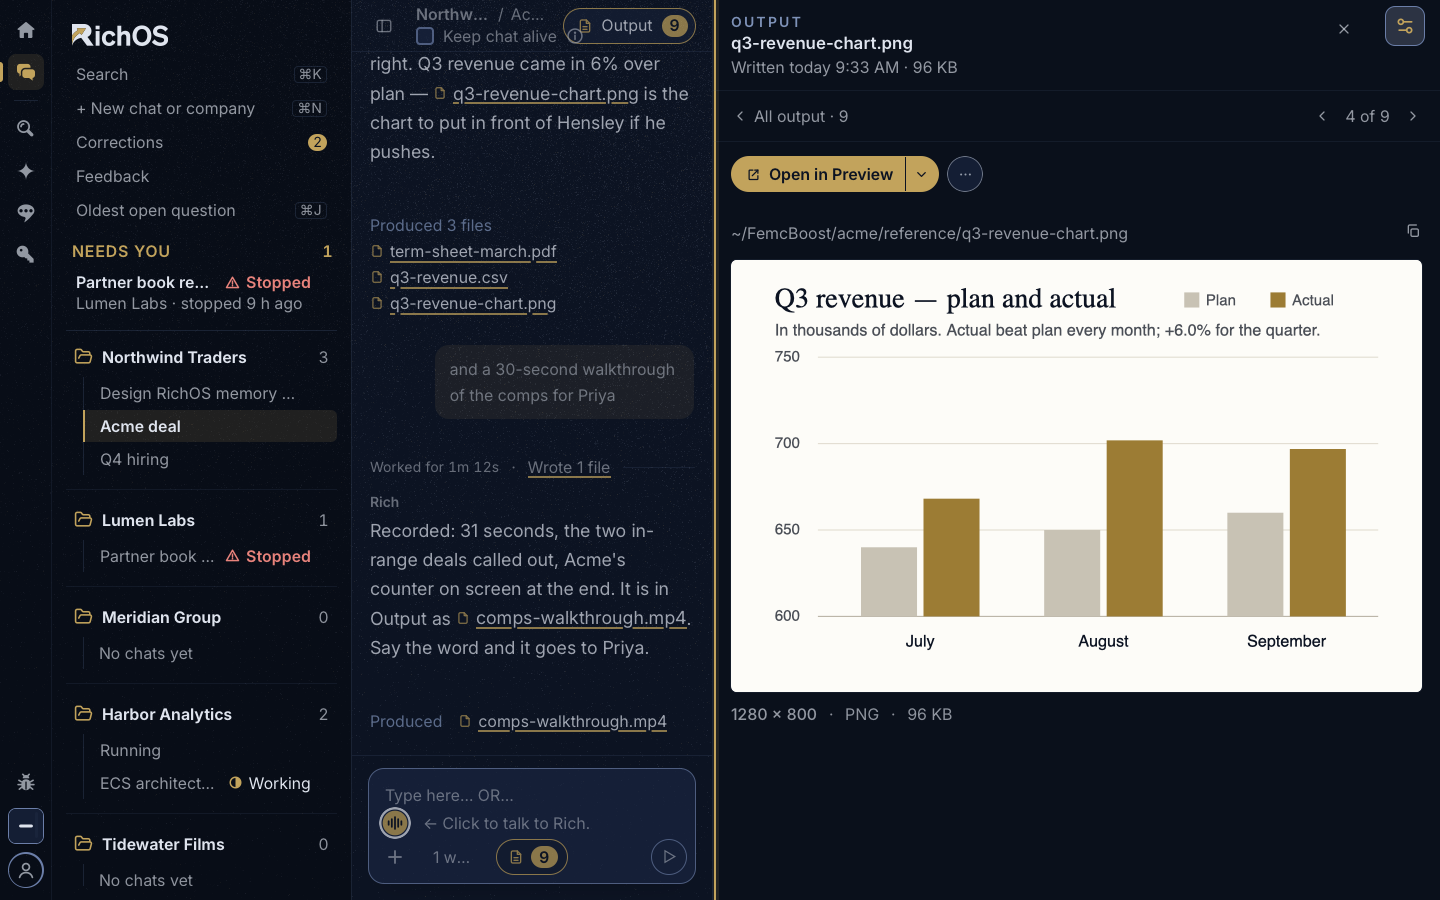 RichOS
Search ⌘K
+ New chat or company ⌘N
Corrections 2
Feedback
Oldest open question ⌘J
NEEDS YOU 1
Partner book re... Stopped
Lumen Labs · stopped 9 h ago
Northwind Traders 3
Design RichOS memory ...
Acme deal
Q4 hiring
Lumen Labs 1
Partner book ... Stopped
Meridian Group 0
No chats yet
Harbor Analytics 2
Running
ECS architect... Working
Tidewater Films 0
No chats yet
Northw... / Ac...
Keep chat alive
Output 9
right. Q3 revenue came in 6% over
plan — q3-revenue-chart.png is the
chart to put in front of Hensley if he
pushes.
Produced 3 files
term-sheet-march.pdf
q3-revenue.csv
q3-revenue-chart.png
and a 30-second walkthrough
of the comps for Priya
Worked for 1m 12s · Wrote 1 file
Rich
Recorded: 31 seconds, the two in-
range deals called out, Acme's
counter on screen at the end. It is in
Output as comps-walkthrough.mp4.
Say the word and it goes to Priya.
Produced comps-walkthrough.mp4
Type here... OR...
← Click to talk to Rich.
1 w... 9
OUTPUT
q3-revenue-chart.png
Written today 9:33 AM · 96 KB
All output · 9
4 of 9
Open in Preview
~/FemcBoost/acme/reference/q3-revenue-chart.png
Q3 revenue — plan and actual
Plan Actual
In thousands of dollars. Actual beat plan every month; +6.0% for the quarter.
750
700
650
600
July August September
1280 × 800 · PNG · 96 KB